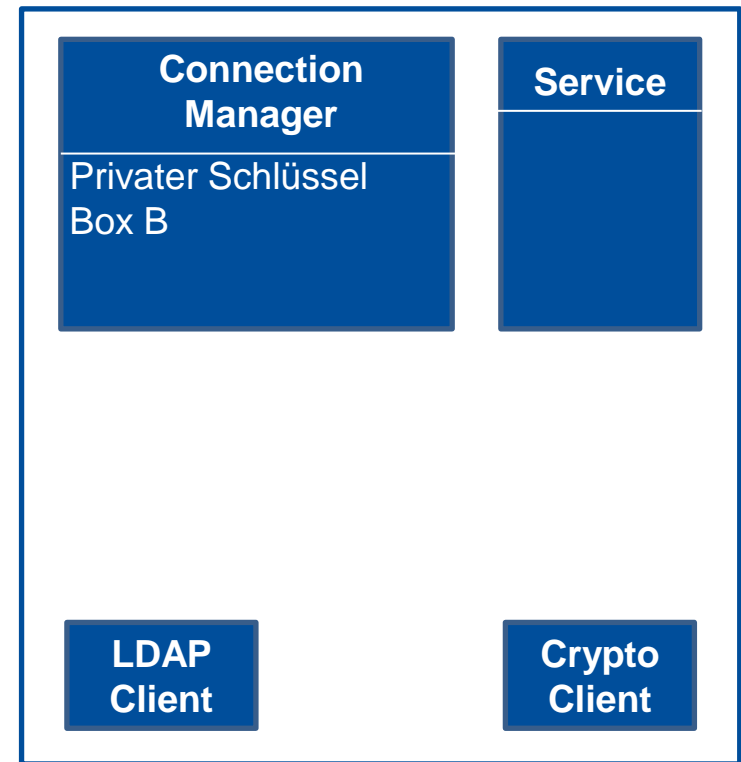 Connection
Manager
Privater Schlüssel
Box B
Service
LDAP
Client
Crypto
Client